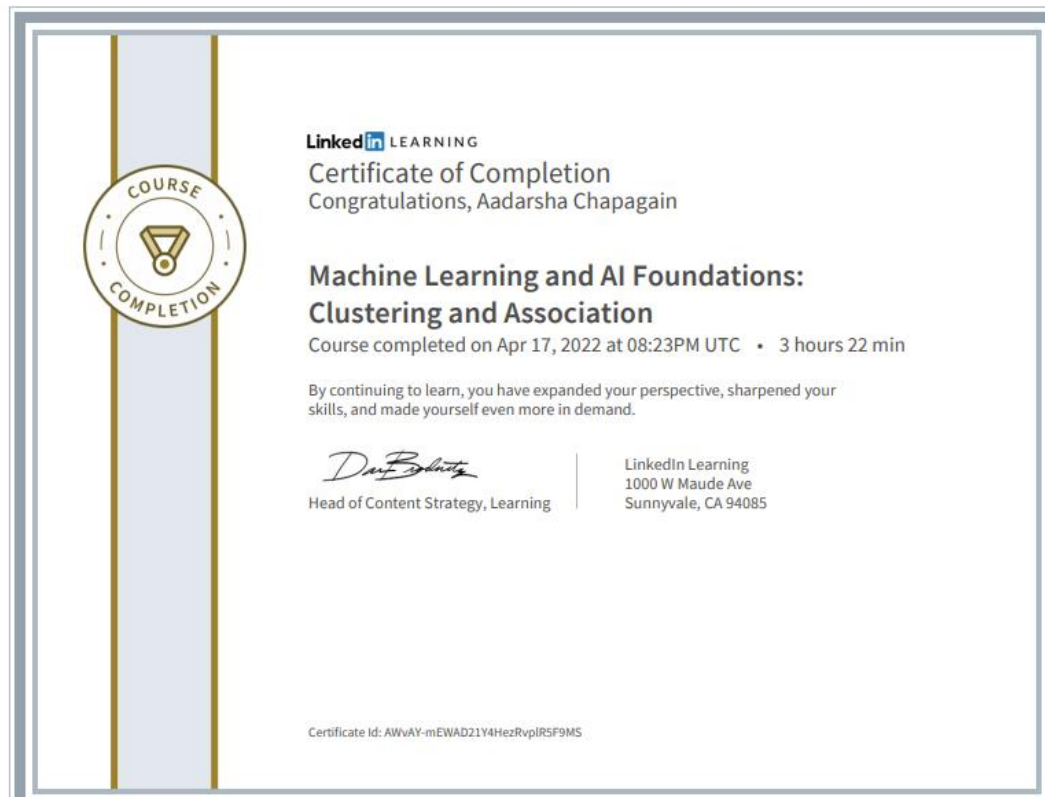 COURSE
COMPLETION
Linked in LEARNING
Certificate of Completion
Congratulations, Aadarsha Chapagain
Machine Learning and AI Foundations:
Clustering and Association
Course completed on Apr 17, 2022 at 08:23PM UTC • 3 hours 22 min
By continuing to learn, you have expanded your perspective, sharpened your
skills, and made yourself even more in demand.
Head of Content Strategy, Learning
LinkedIn Learning
1000 W Maude Ave
Sunnyvale, CA 94085
Certificate Id: AWvAY-mEWAD21Y4HezRvplR5F9MS